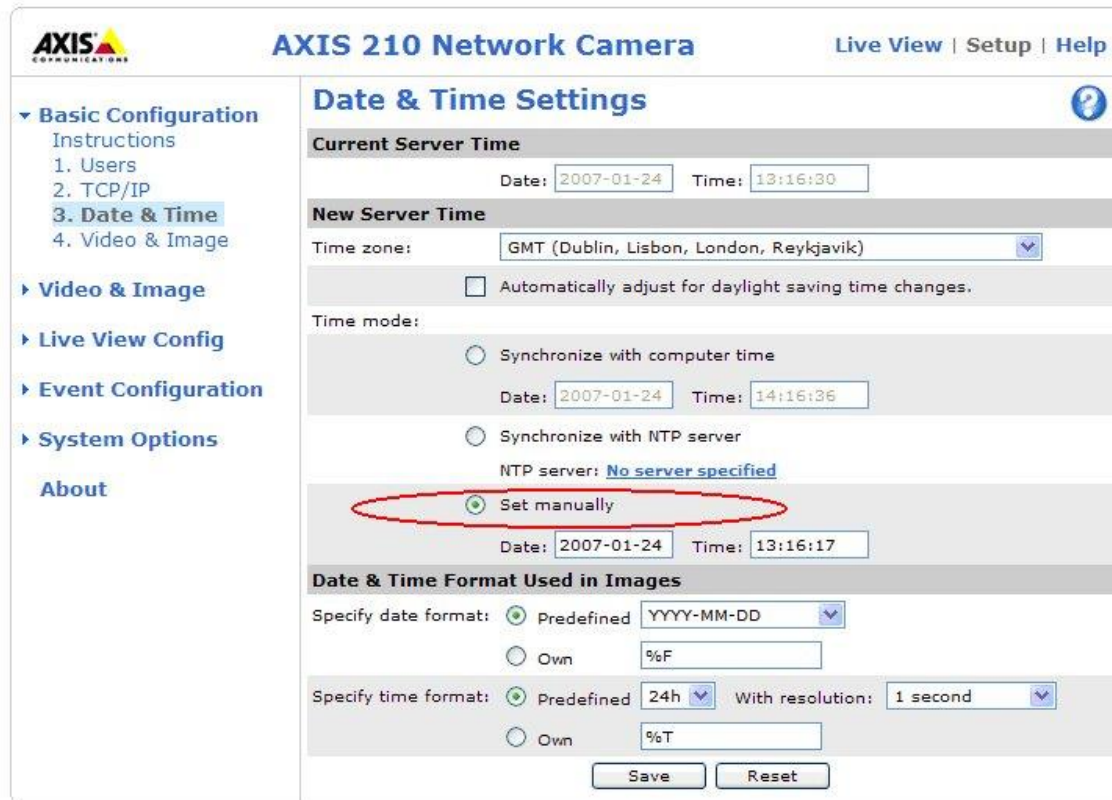 AXIS
COMMUNICATIONS
AXIS 210 Network Camera
Live View | Setup | Help
Basic Configuration
Instructions
1. Users
2. TCP/IP
3. Date & Time
4. Video & Image
Video & Image
Live View Config
Event Configuration
System Options
About
Date & Time Settings
?
Current Server Time
Date: 2007-01-24 Time: 13:16:30
New Server Time
Time zone: GMT (Dublin, Lisbon, London, Reykjavik)
Automatically adjust for daylight saving time changes.
Time mode:
Synchronize with computer time
Date: 2007-01-24 Time: 14:16:36
Synchronize with NTP server
NTP server: No server specified
Set manually
Date: 2007-01-24 Time: 13:16:17
Date & Time Format Used in Images
Specify date format: Predefined YYYY-MM-DD
Own %F
Specify time format: Predefined 24h With resolution: 1 second
Own %T
Save Reset